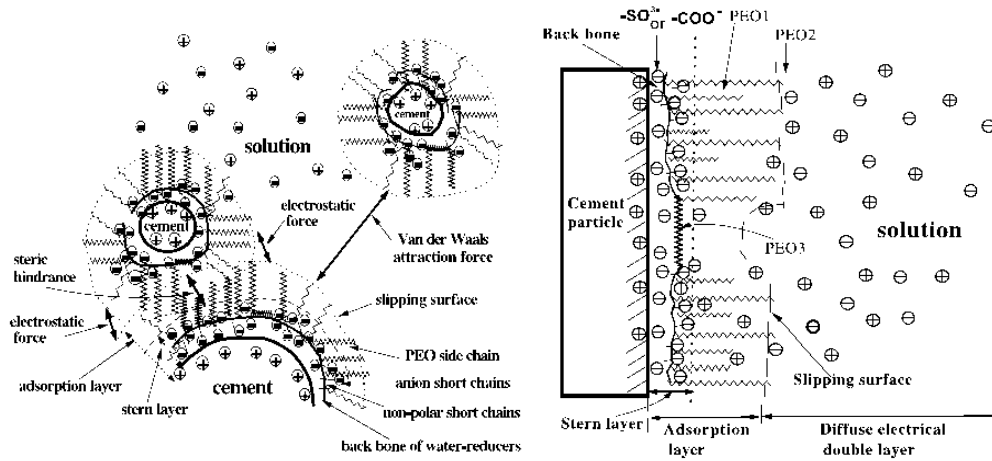 cement
solution
cement
electrostatic
force
Van der Waals
attraction force
steric
hindrance
slipping surface
electrostatic
force
PEO side chain
adsorption layer
anion short chains
stern layer
cement
non-polar short chains
back bone of water-reducers
-SO3- or -COO-
PEO1
Back bone
PEO2
Cement
particle
solution
PEO3
Slipping surface
Stern layer
Adsorption
layer
Diffuse electrical
double layer